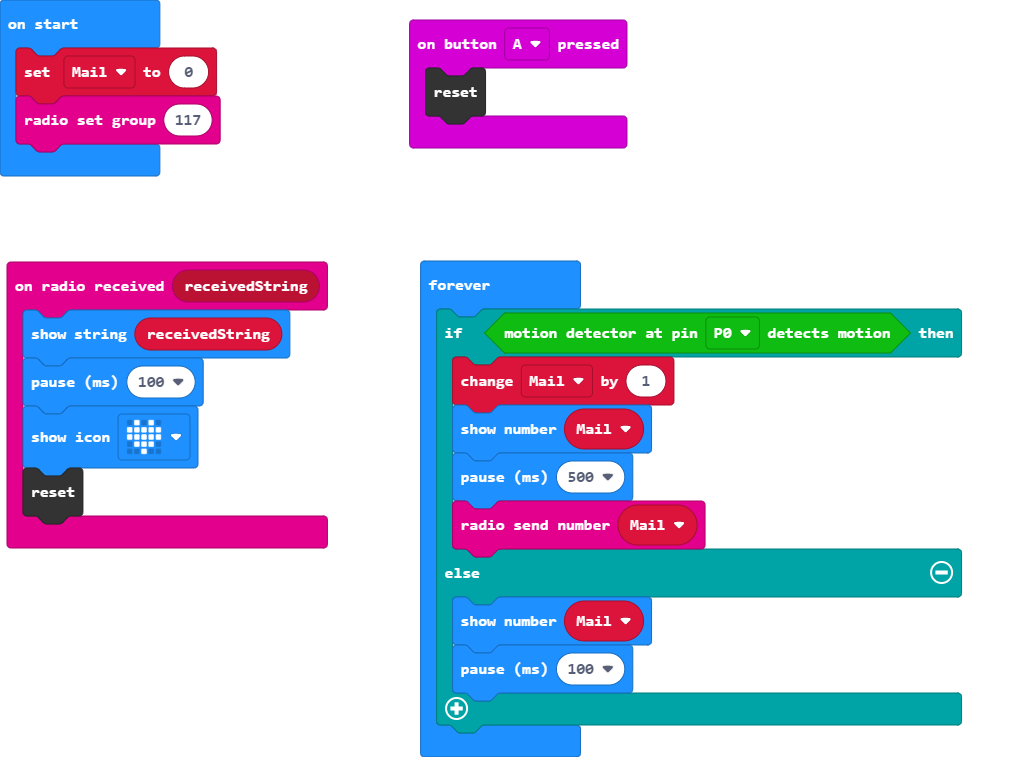 on start
set Mail to 0
radio set group 117
on button A pressed
reset
on radio received receivedString
show string receivedString
pause (ms) 100
show icon
reset
forever
if motion detector at pin P0 detects motion then
change Mail by 1
show number Mail
pause (ms) 500
radio send number Mail
else
show number Mail
pause (ms) 100